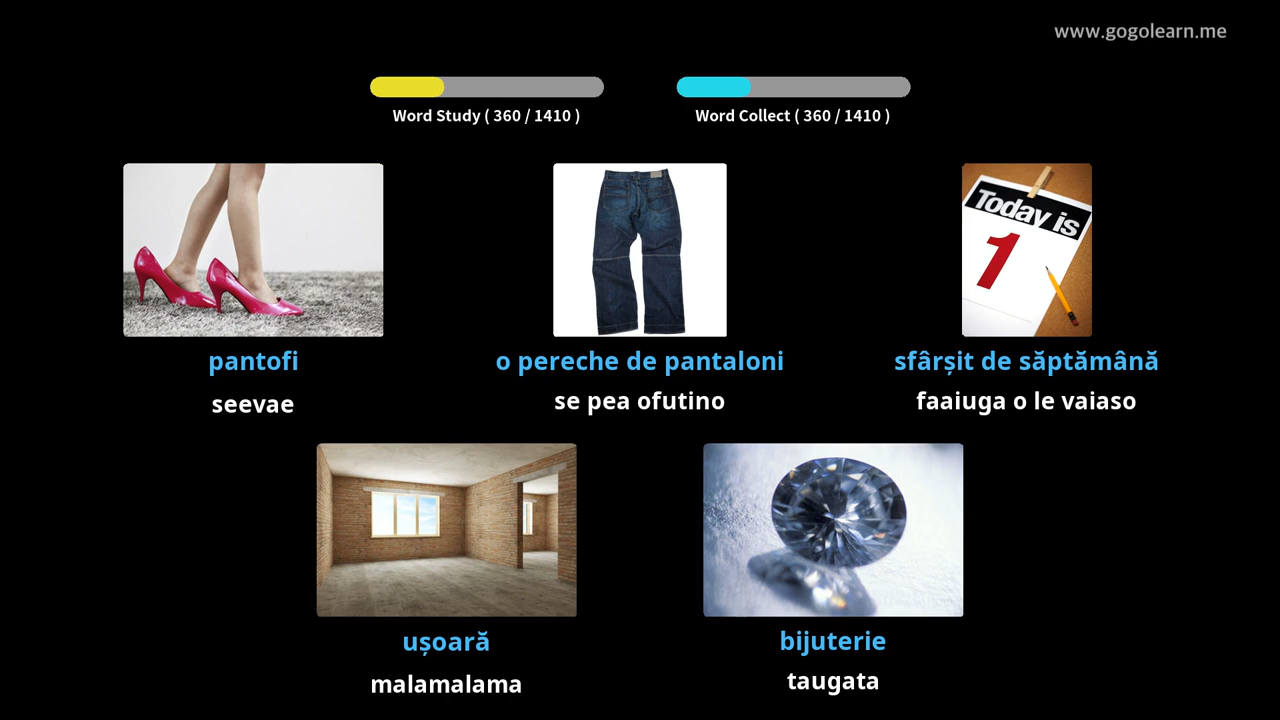 www.gogolearn.me
Word Study ( 360 / 1410 )
Word Collect ( 360 / 1410 )
Today is
1
pantofi
o pereche de pantaloni
sfârșit de săptămână
seevae
se pea ofutino
faaiuga o le vaiaso
ușoară
bijuterie
malamalama
taugata